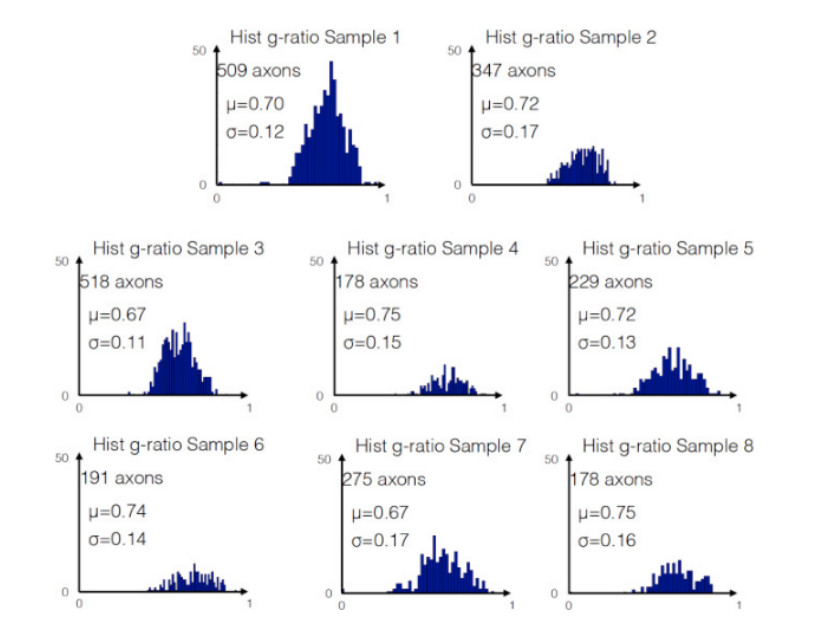 Hist g-ratio Sample 1
50
509 axons
μ=0.70
σ=0.12
0
0
1
Hist g-ratio Sample 2
50
347 axons
μ=0.72
σ=0.17
0
0
1
Hist g-ratio Sample 3
50
518 axons
μ=0.67
σ=0.11
0
0
1
Hist g-ratio Sample 4
50
178 axons
μ=0.75
σ=0.15
0
0
1
Hist g-ratio Sample 5
50
229 axons
μ=0.72
σ=0.13
0
0
1
Hist g-ratio Sample 6
50
191 axons
μ=0.74
σ=0.14
0
0
1
Hist g-ratio Sample 7
50
275 axons
μ=0.67
σ=0.17
0
0
1
Hist g-ratio Sample 8
50
178 axons
μ=0.75
σ=0.16
0
0
1